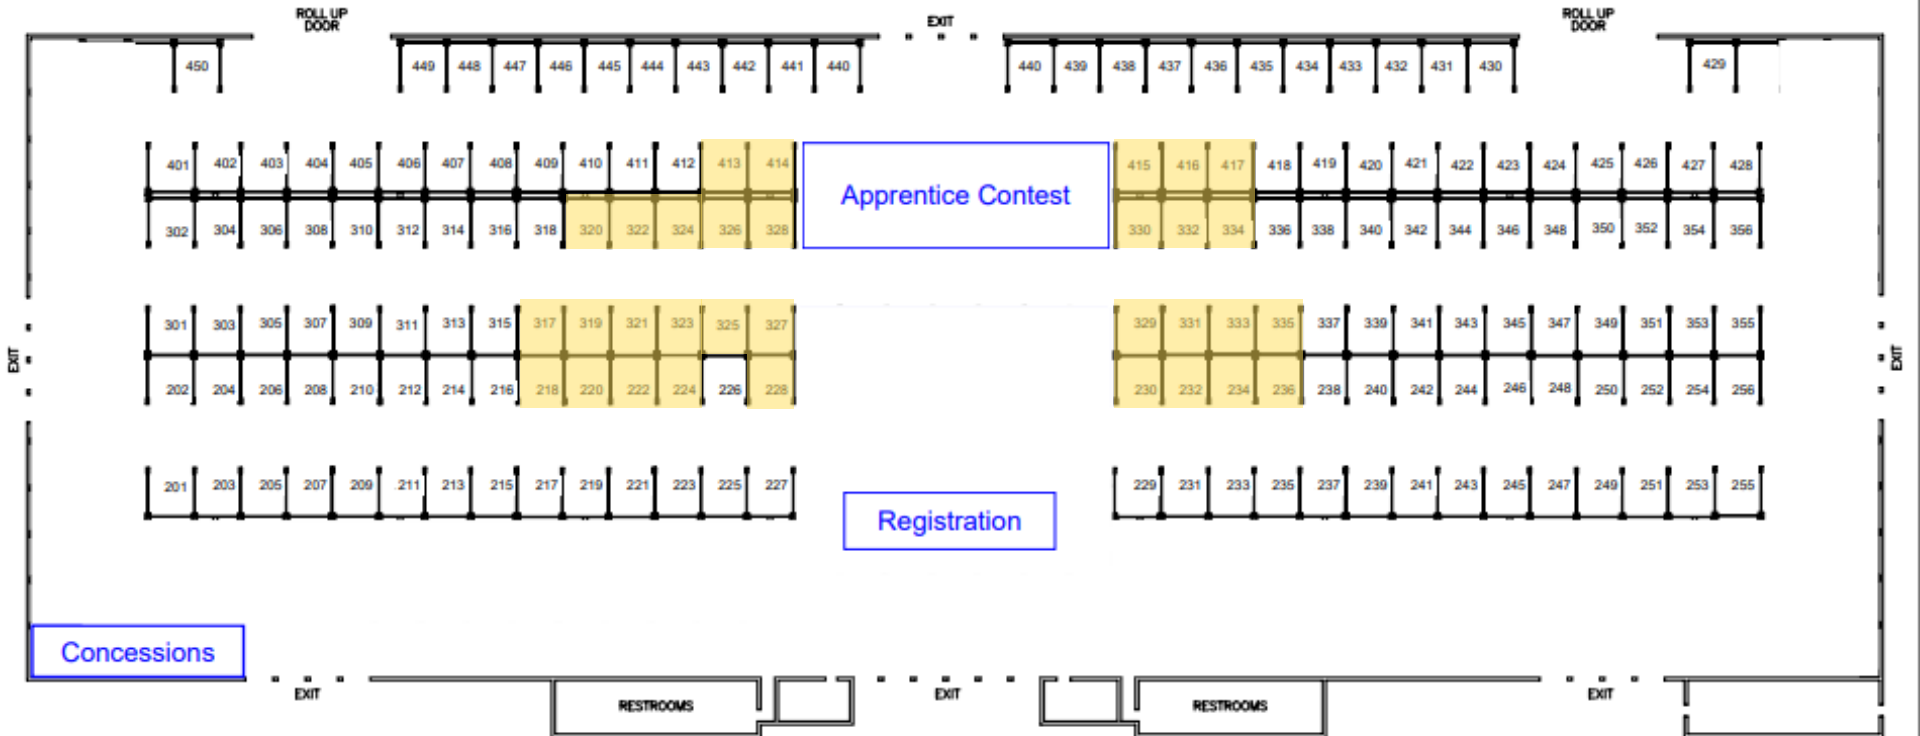 ROLL UP
DOOR
EXIT
ROLL UP
DOOR
450 449 448 447 446 445 444 443 442 441 440 440 439 438 437 436 435 434 433 432 431 430 429
401 402 403 404 405 406 407 408 409 410 411 412 413 414 415 416 417 418 419 420 421 422 423 424 425 426 427 428
Apprentice Contest
302 304 306 308 310 312 314 316 318 320 322 324 326 328 330 332 334 336 338 340 342 344 346 348 350 352 354 356
301 303 305 307 309 311 313 315 317 319 321 323 325 327 329 331 333 335 337 339 341 343 345 347 349 351 353 355
EXIT
EXIT
202 204 206 208 210 212 214 216 218 220 222 224 226 228 230 232 234 236 238 240 242 244 246 248 250 252 254 256
201 203 205 207 209 211 213 215 217 219 221 223 225 227 229 231 233 235 237 239 241 243 245 247 249 251 253 255
Registration
Concessions
EXIT
EXIT
EXIT
RESTROOMS
RESTROOMS